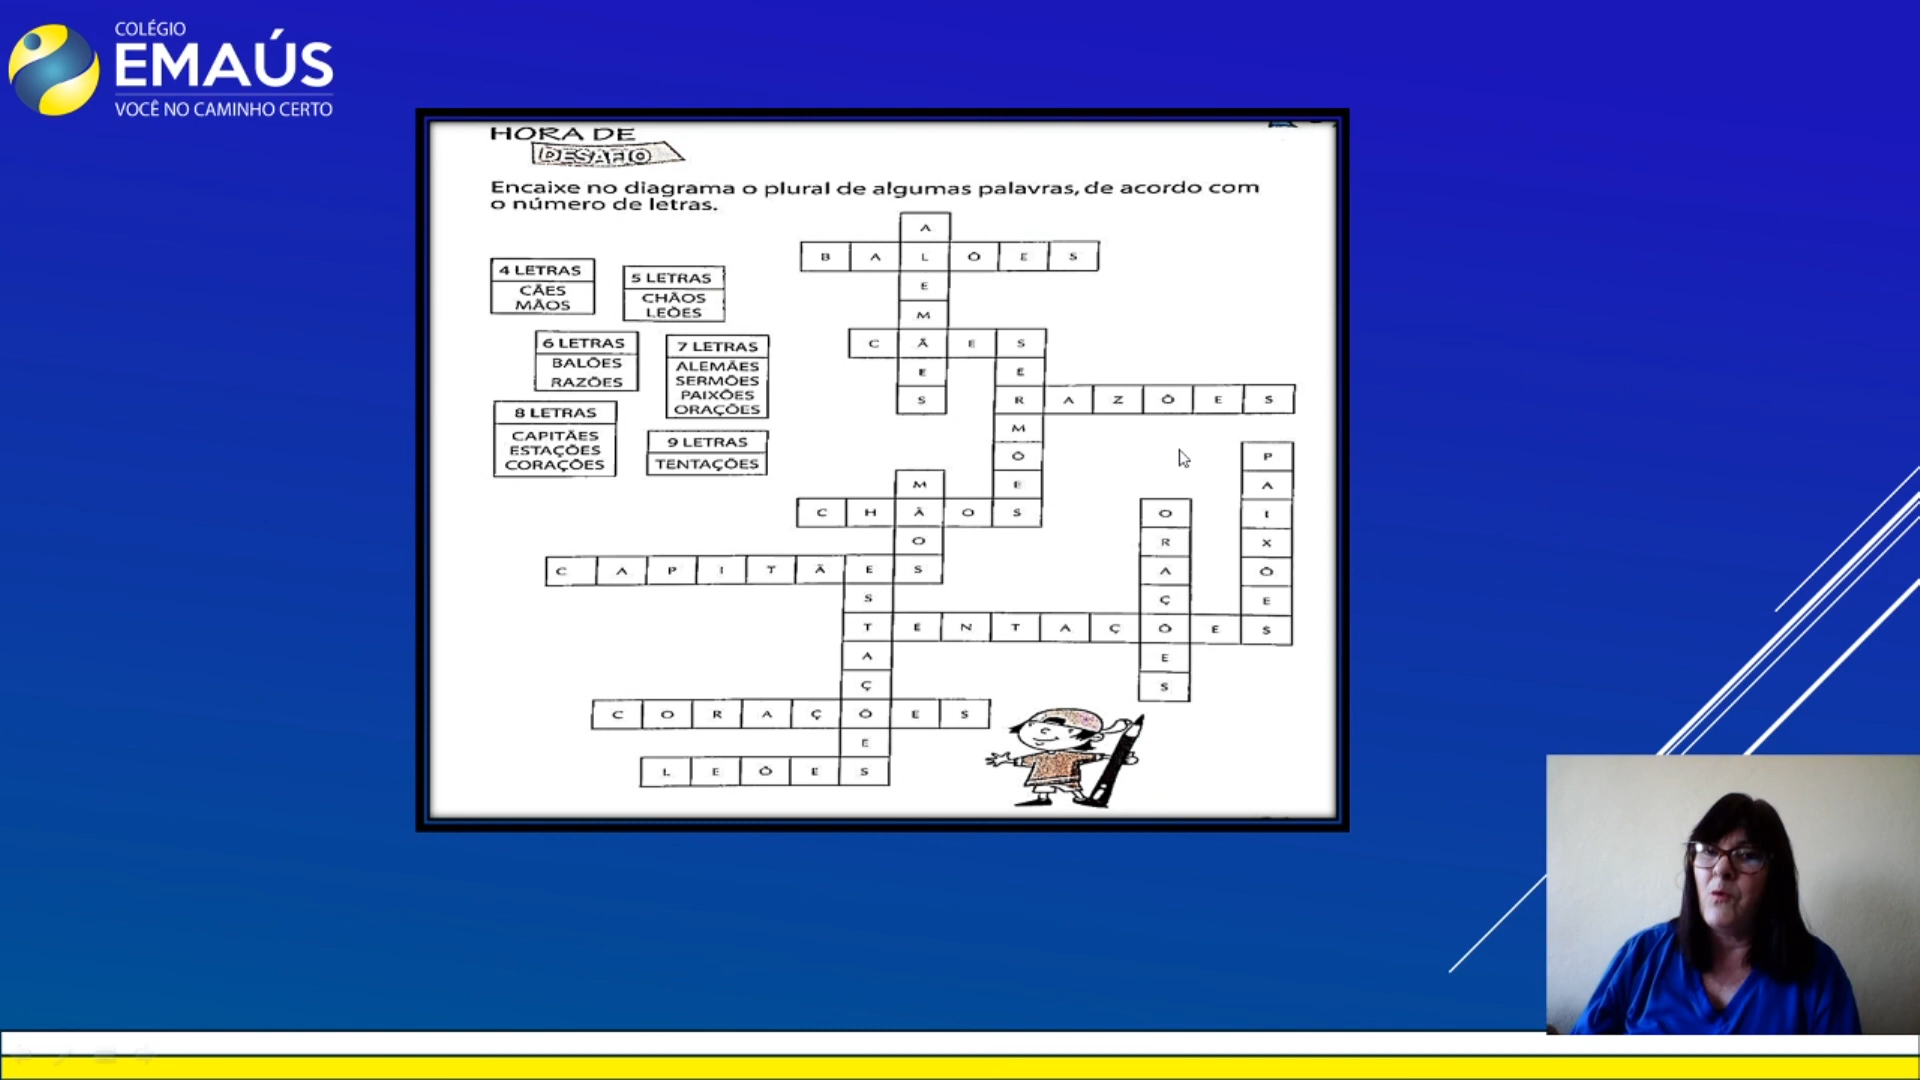 COLÉGIO
EMAÚS
VOCÊ NO CAMINHO CERTO
HORA DE
DESAFIO
Encaixe no diagrama o plural de algumas palavras, de acordo com
o número de letras.
4 LETRAS
CÃES
MÃOS
5 LETRAS
CHÃOS
LEÕES
6 LETRAS
BALÕES
RAZÕES
7 LETRAS
ALEMÃES
SERMÕES
PAIXÕES
ORAÇÕES
8 LETRAS
CAPITÃES
ESTAÇÕES
CORAÇÕES
9 LETRAS
TENTAÇÕES
A
B A L Õ E S
E
M
C Ã E S
E E
S R A Z Õ E S
M
Õ P
M E A
C H Ã O S O I
O R X
C A P I T Ã E S A Õ
S Ç E
T E N T A Ç Õ E S
A E
Ç S
C O R A Ç Õ E S
E
L E Õ E S